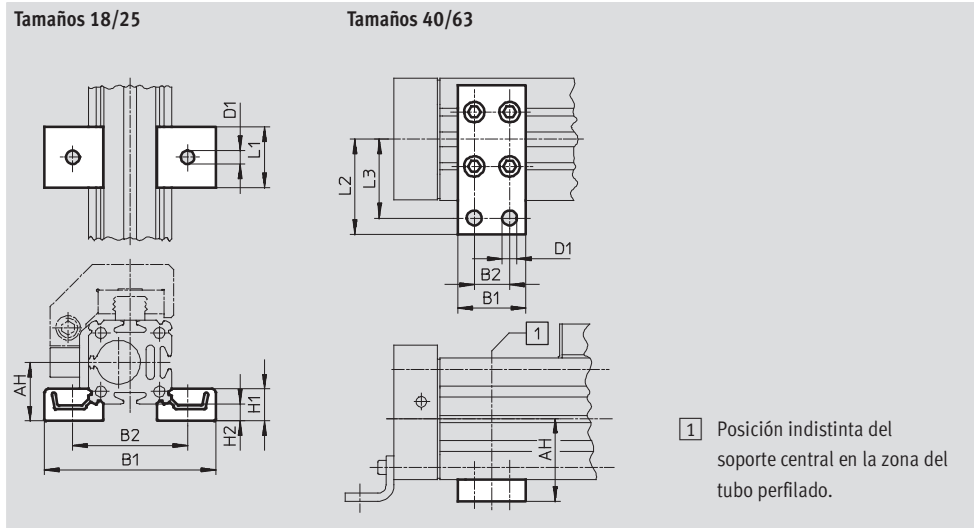 Tamaños 18/25
Tamaños 40/63
D1
L1
AH
H1
H2
B2
B1
L2
L3
D1
B2
B1
1
AH
1 Posición indistinta del
soporte central en la zona del
tubo perfilado.